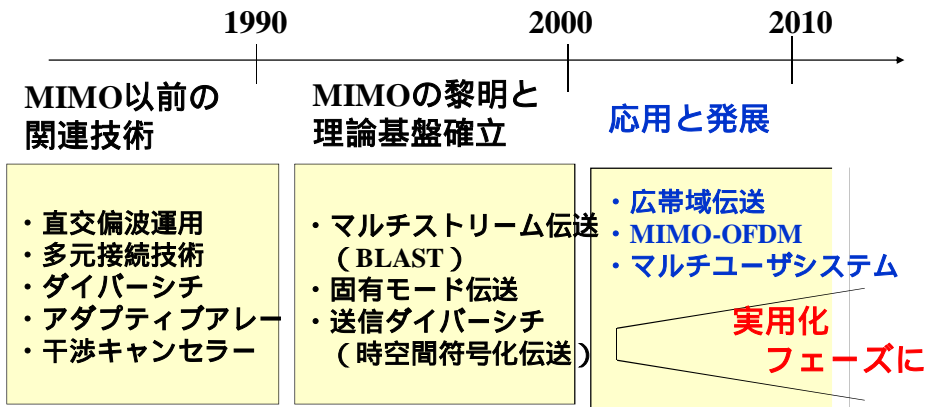 1990
2000
2010
MIMO以前の
関連技術
・直交偏波運用
・多元接続技術
・ダイバーシチ
・アダプティブアレー
・干渉キャンセラー
MIMOの黎明と
理論基盤確立
・マルチストリーム伝送
（BLAST）
・固有モード伝送
・送信ダイバーシチ
（時空間符号化伝送）
応用と発展
・広帯域伝送
・MIMO-OFDM
・マルチユーザシステム
実用化
フェーズに